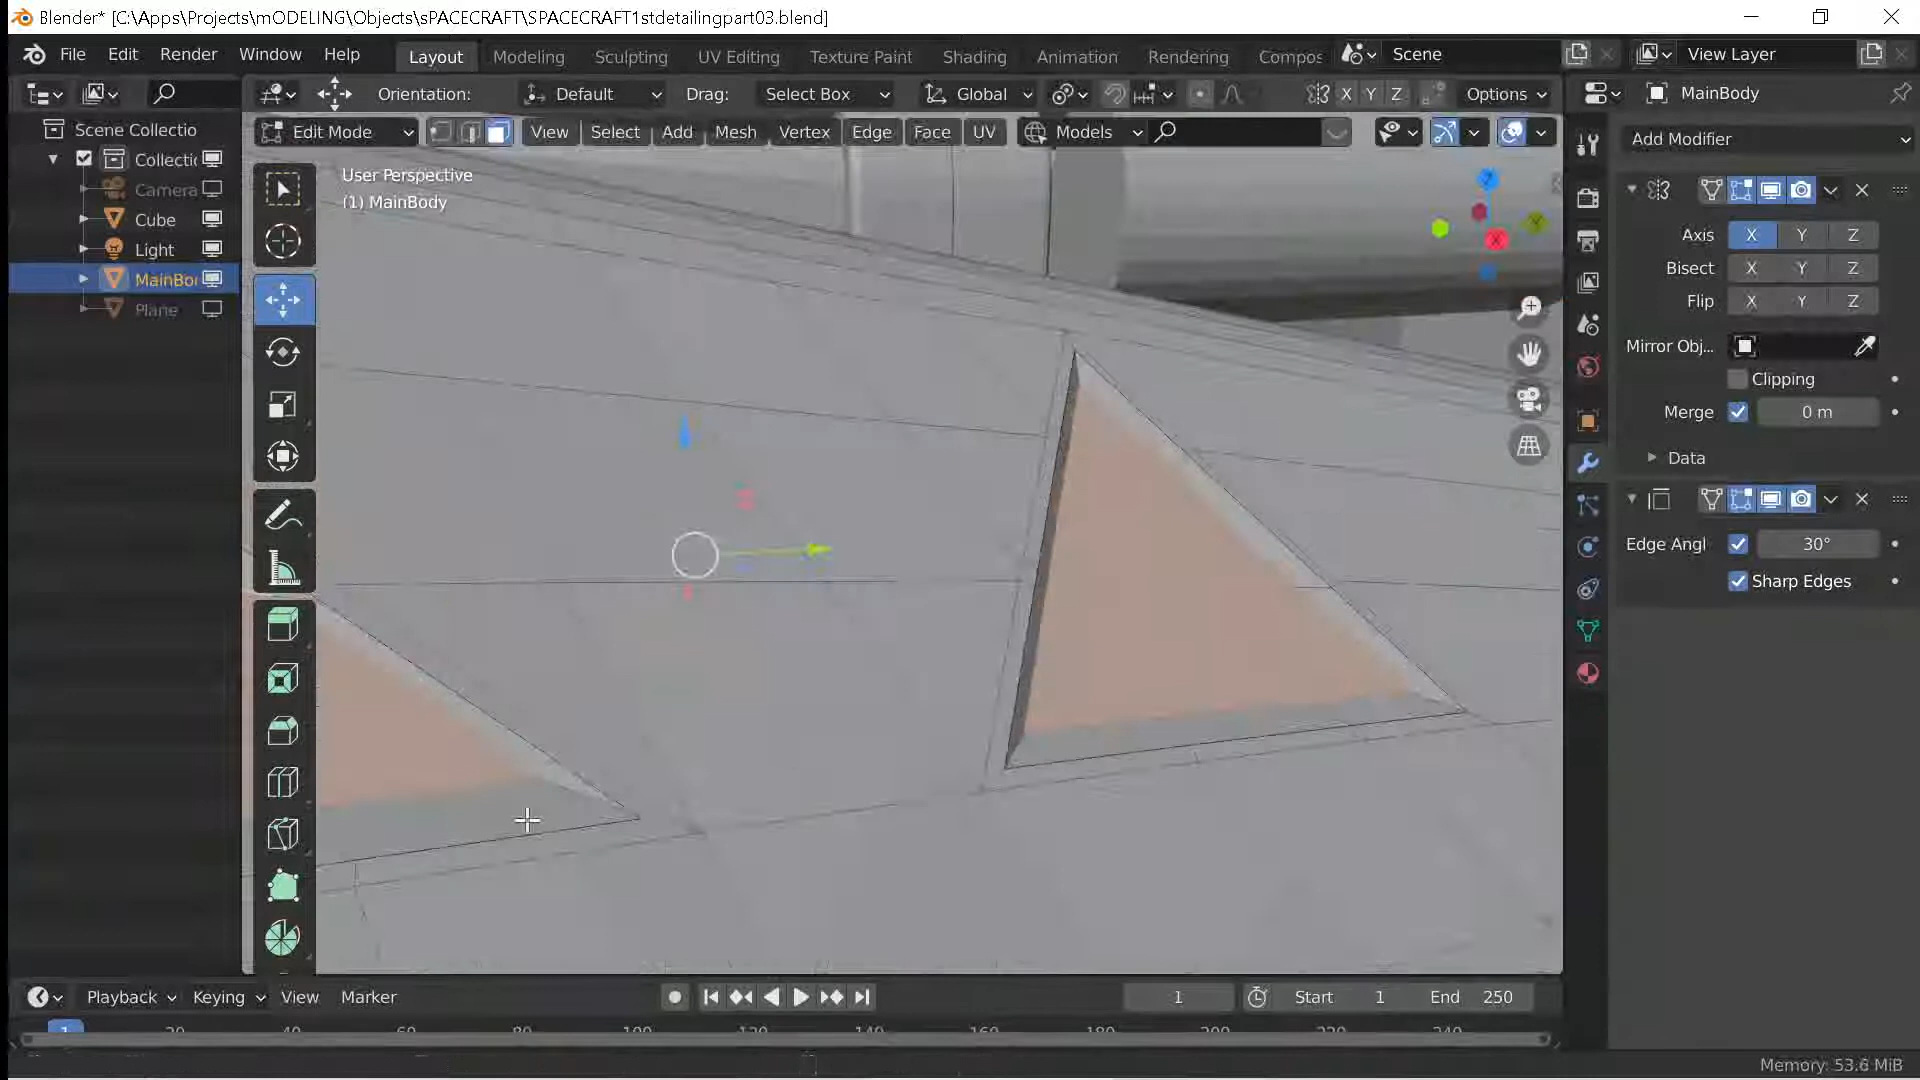 Blender* [C:\Apps\Projects\mODELING\Objects\sPACECRAFT\SPACECRAFT1stdetailingpart03.blend]
File Edit Render Window Help Layout Modeling Sculpting UV Editing Texture Paint Shading Animation Rendering Compos Scene View Layer
Orientation: Default Drag: Select Box Global X Y Z Options MainBody
Scene Collectio
Edit Mode View Select Add Mesh Vertex Edge Face UV Models
Add Modifier
Collecti
User Perspective
(1) MainBody
Camera
Cube
Light
MainBo
Plane
Axis X Y Z
Bisect X Y Z
Flip X Y Z
Mirror Obj...
Clipping
Merge 0 m
Data
Edge Angl 30°
Sharp Edges
Playback Keying View Marker 1 Start 1 End 250
1 20 40 60 80 100 120 140 160 180 200 220 240
Memory: 53.6 MiB